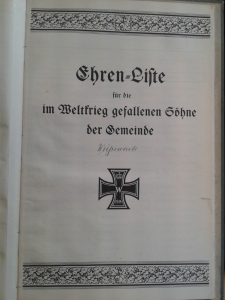 Ehren-Liste
für die
im Weltkrieg gefallenen Söhne
der Gemeinde
W